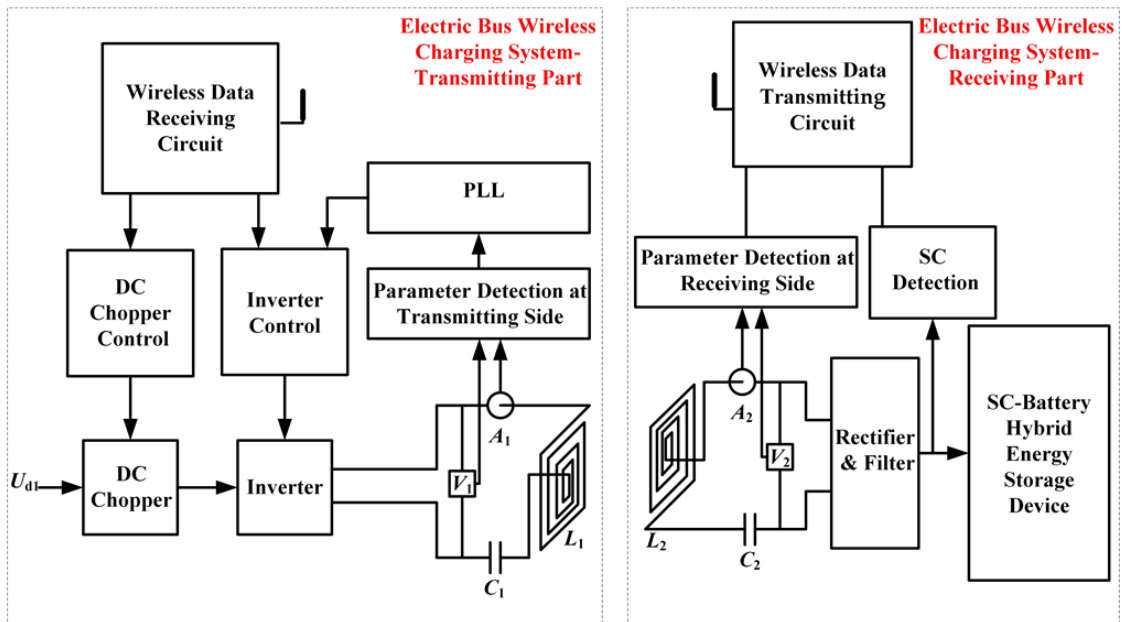 Electric Bus Wireless
Charging System-
Transmitting Part
Wireless Data
Receiving
Circuit
PLL
DC
Chopper
Control
Inverter
Control
Parameter Detection at
Transmitting Side
A1
Ud1
DC
Chopper
Inverter
V1
L1
C1
Electric Bus Wireless
Charging System-
Receiving Part
Wireless Data
Transmitting
Circuit
Parameter Detection at
Receiving Side
SC
Detection
A2
V2
L2
C2
Rectifier
& Filter
SC-Battery
Hybrid
Energy
Storage
Device